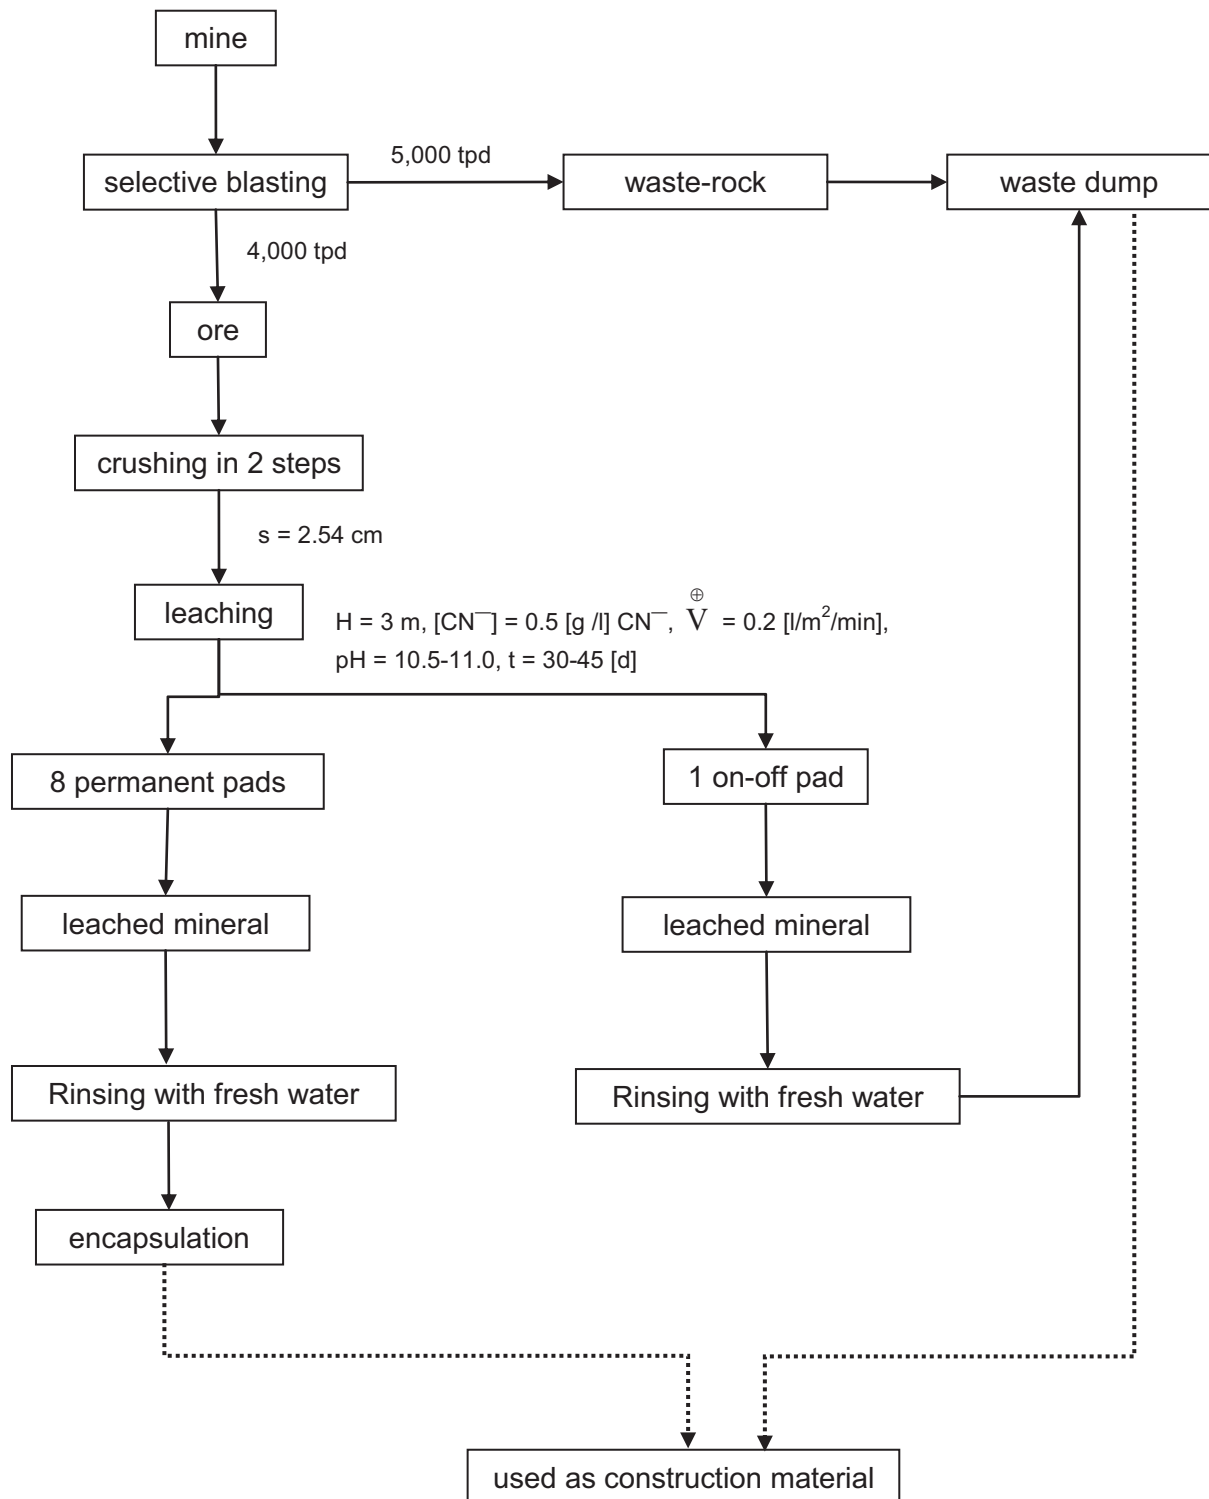 mine
5,000 tpd
selective blasting
waste-rock
waste dump
4,000 tpd
ore
crushing in 2 steps
s = 2.54 cm
leaching
H = 3 m, [CN¯] = 0.5 [g /l] CN¯, V⊕ = 0.2 [l/m²/min],
pH = 10.5-11.0, t = 30-45 [d]
8 permanent pads
1 on-off pad
leached mineral
leached mineral
Rinsing with fresh water
Rinsing with fresh water
encapsulation
used as construction material